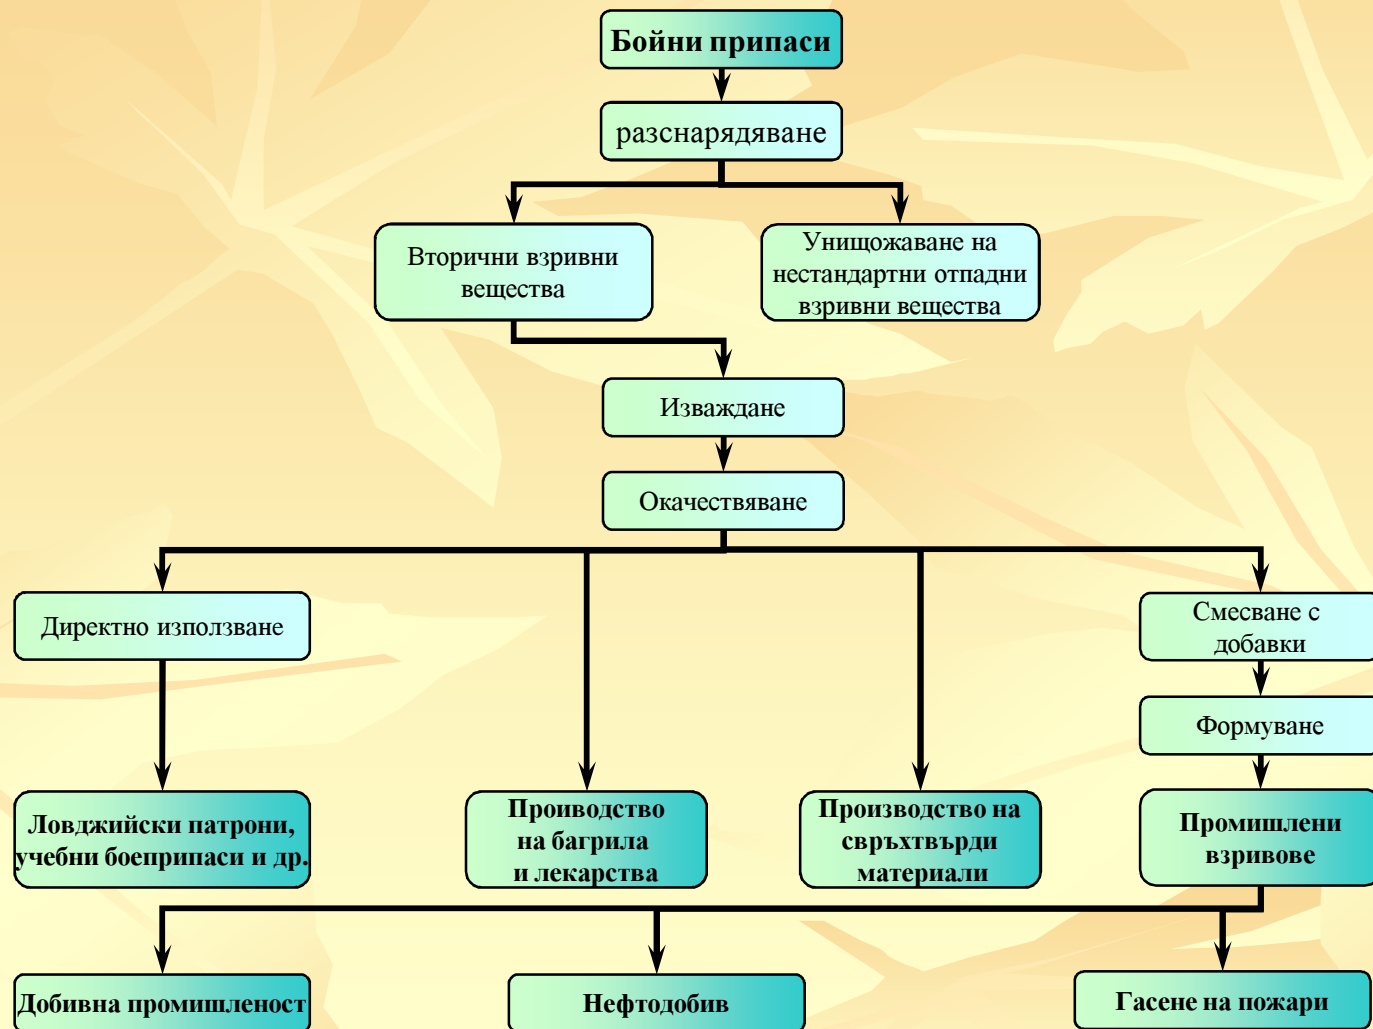 Бойни припаси
разснарядяване
Вторични взривни
вещества
Унищожаване на
нестандартни отпадни
взривни вещества
Изваждане
Окачествяване
Директно използване
Смесване с
добавки
Формуване
Ловджийски патрони,
учебни боеприпаси и др.
Проиводство
на багрила
и лекарства
Производство на
свръхтвърди
материали
Промишлени
взривове
Добивна промишленост
Нефтодобив
Гасене на пожари